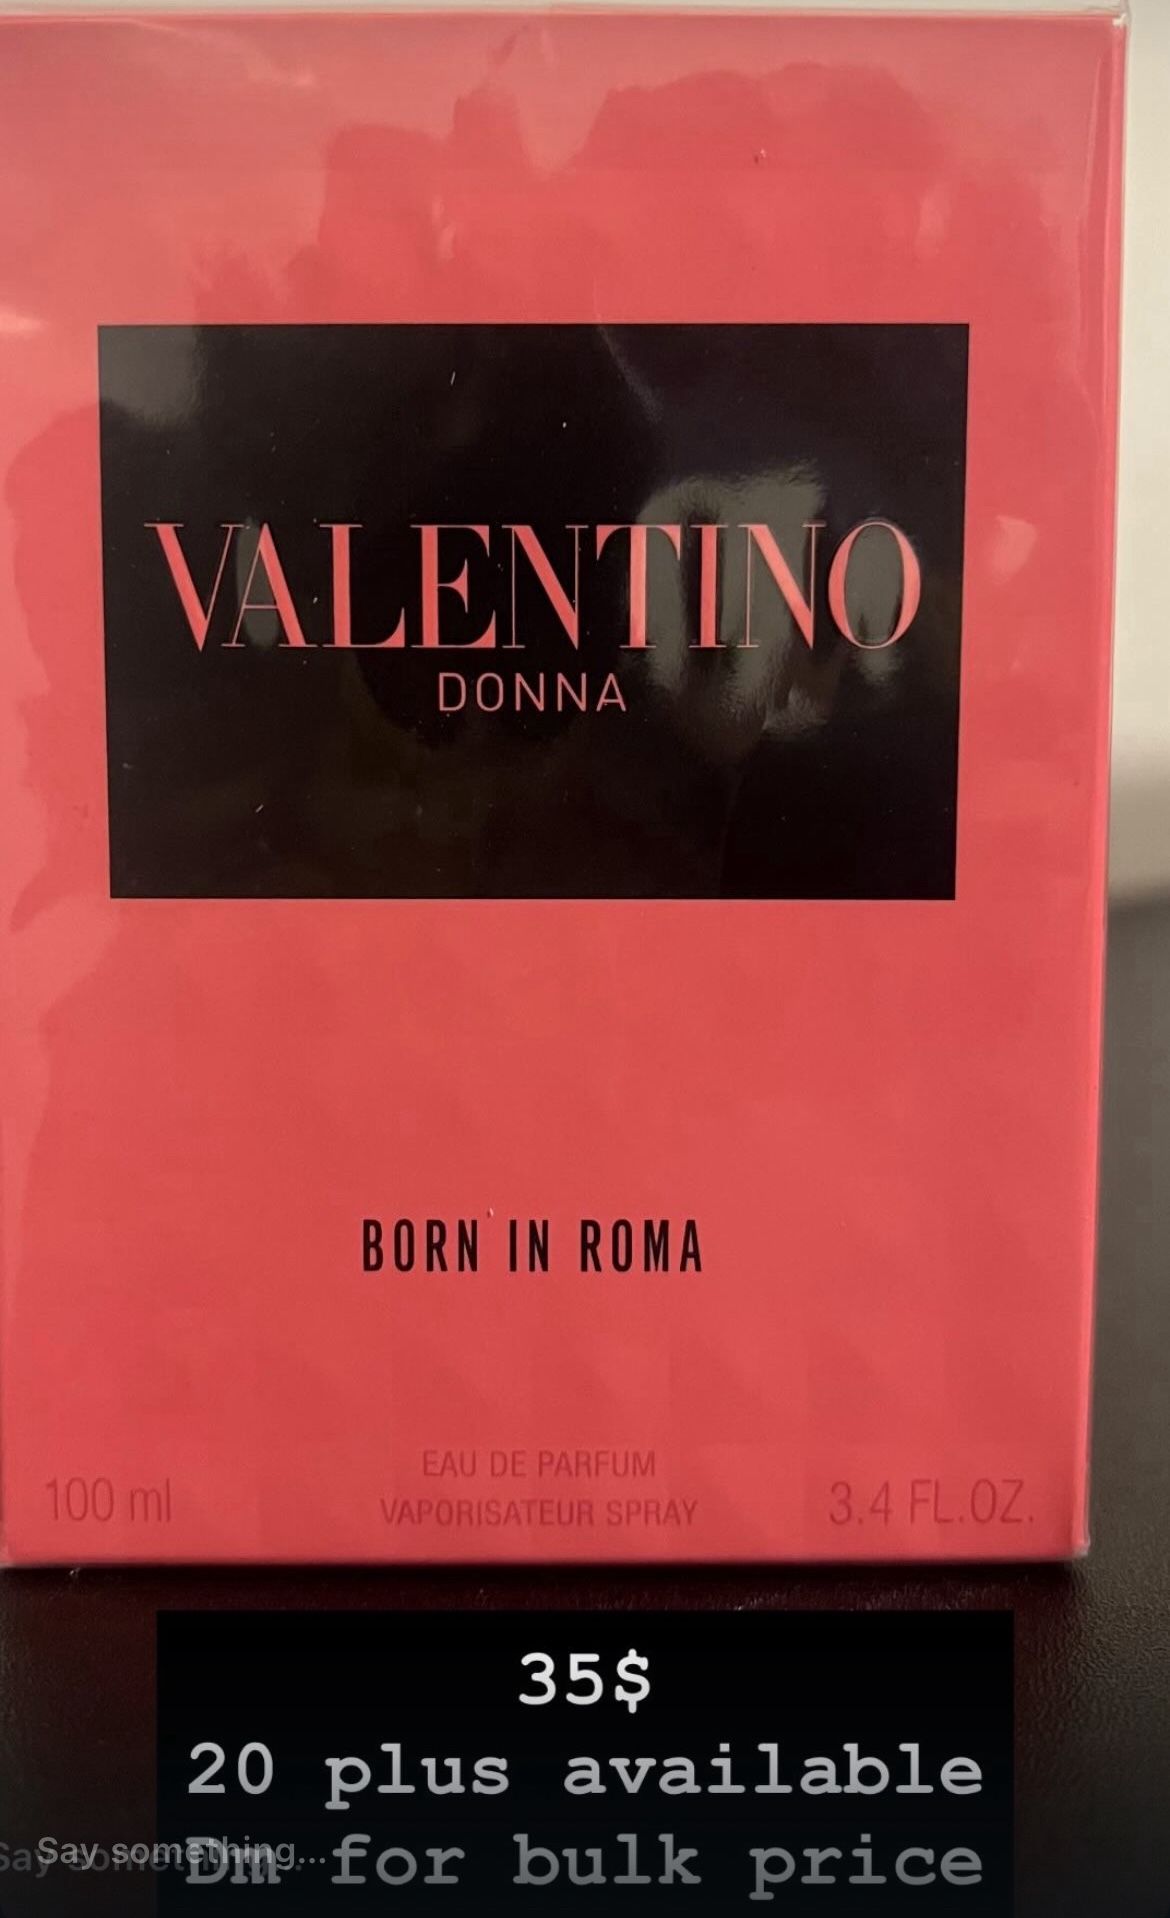 VALENTINO
DONNA
BORN IN ROMA
EAU DE PARFUM
100 ml VAPORISATEUR SPRAY 3.4 FL.OZ.
35$
20 plus available
Say something...
Dm for bulk price